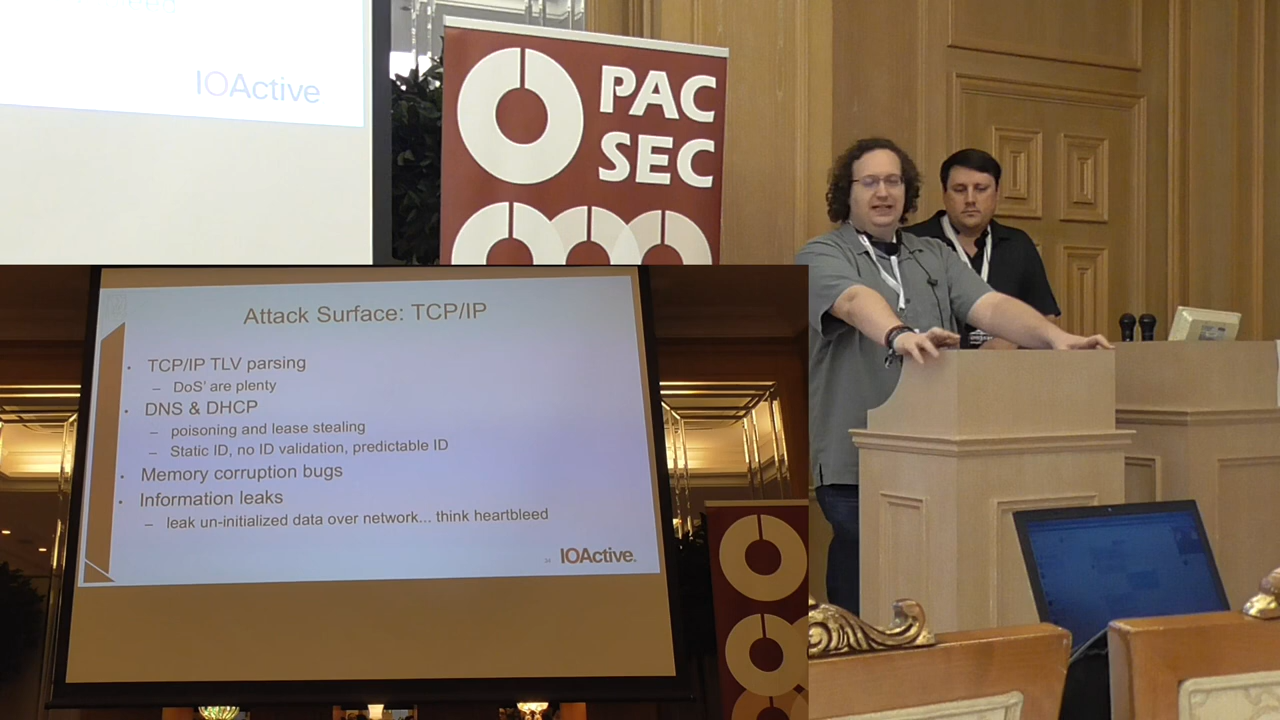 IOActive
PAC
SEC
Attack Surface: TCP/IP
• TCP/IP TLV parsing
– DoS' are plenty
• DNS & DHCP
– poisoning and lease stealing
– Static ID, no ID validation, predictable ID
• Memory corruption bugs
• Information leaks
– leak un-initialized data over network... think heartbleed
IOActive.